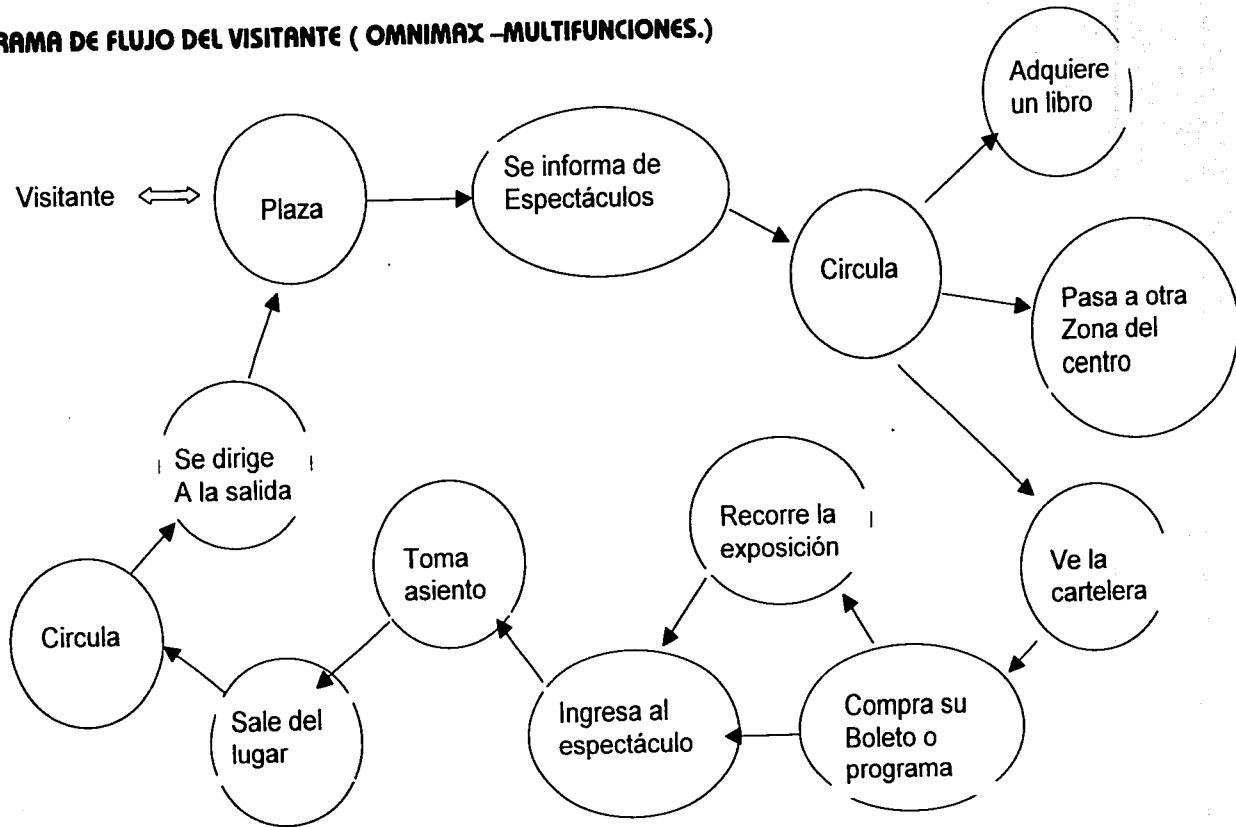 RAMA DE FLUJO DEL VISITANTE ( OMNIMAX –MULTIFUNCIONES.)
Adquiere
un libro
Visitante
Plaza
Se informa de
Espectáculos
Circula
Pasa a otra
Zona del
centro
Se dirige
A la salida
Recorre la
exposición
Ve la
cartelera
Toma
asiento
Circula
Sale del
lugar
Ingresa al
espectáculo
Compra su
Boleto o
programa